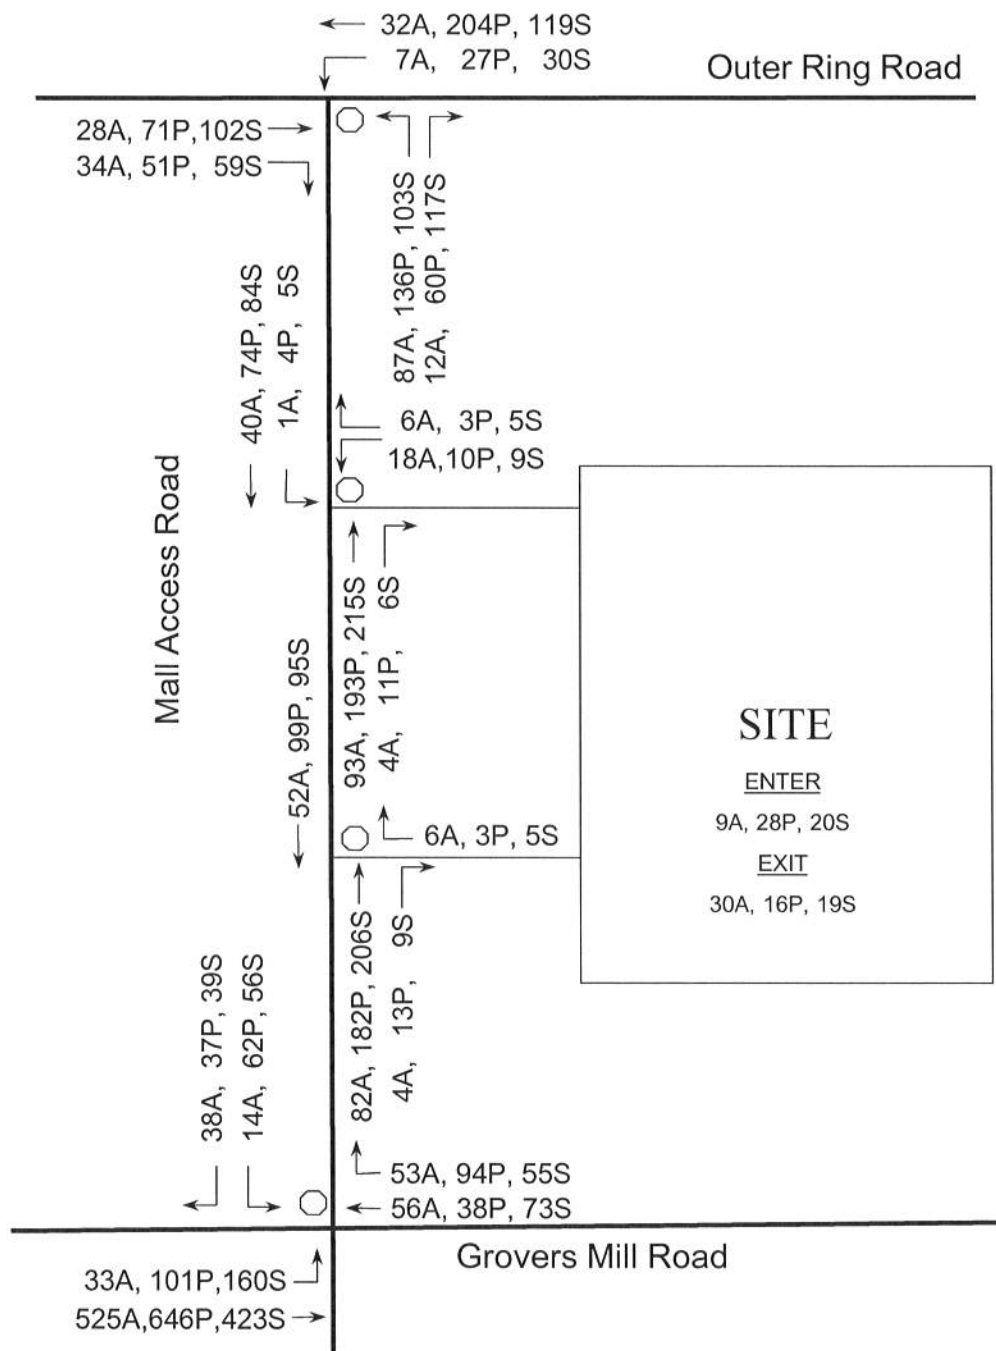 32A, 204P, 119S
7A, 27P, 30S
Outer Ring Road
28A, 71P,102S
34A, 51P, 59S
87A, 136P, 103S
12A, 60P, 117S
40A, 74P, 84S
1A, 4P, 5S
6A, 3P, 5S
18A,10P, 9S
Mall Access Road
93A, 193P, 215S
4A, 11P, 6S
52A, 99P, 95S
SITE
ENTER
9A, 28P, 20S
EXIT
30A, 16P, 19S
6A, 3P, 5S
82A, 182P, 206S
4A, 13P, 9S
38A, 37P, 39S
14A, 62P, 56S
53A, 94P, 55S
56A, 38P, 73S
Grovers Mill Road
33A, 101P,160S
525A,646P,423S